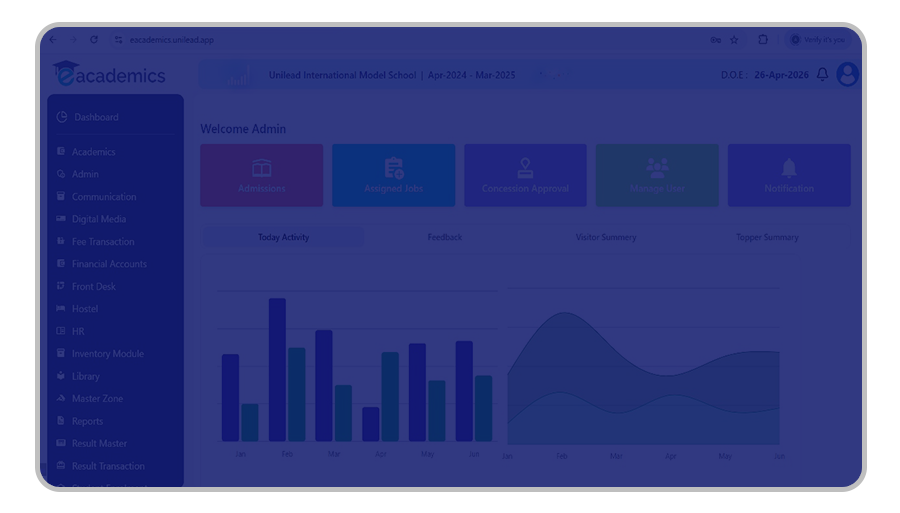 eacademics.unilead.app
Verify it's you
eacademics
Unilead International Model School | Apr-2024 - Mar-2025
D.O.E: 26-Apr-2026
Dashboard
Academics
Admin
Communication
Digital Media
Fee Transaction
Financial Accounts
Front Desk
Hostel
HR
Inventory Module
Library
Master Zone
Reports
Result Master
Result Transaction
Welcome Admin
Admissions
Assigned Jobs
Concession Approval
Manage User
Notification
Today Activity
Feedback
Visitor Summary
Topper Summary
Jan Feb Mar Apr May Jun
Jan Feb Mar Apr May Jun